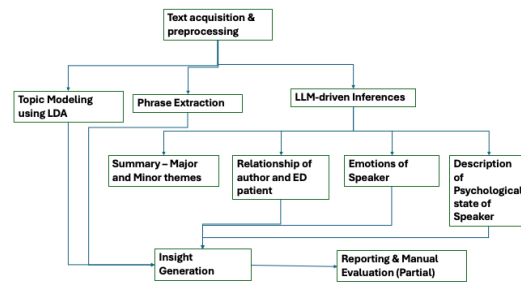 Text acquisition &
preprocessing
Topic Modeling
using LDA
Phrase Extraction
LLM-driven Inferences
Summary – Major
and Minor themes
Relationship of
author and ED
patient
Emotions of
Speaker
Description
of
Psychological
state of
Speaker
Insight
Generation
Reporting & Manual
Evaluation (Partial)